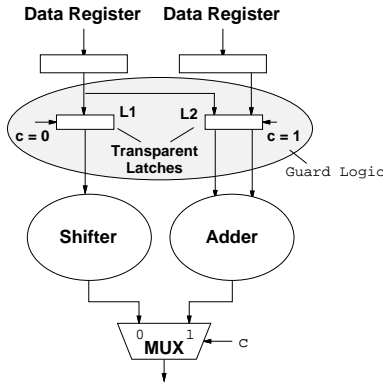 Data Register Data Register
L1 L2
c = 0 c = 1
Transparent
Latches
Guard Logic
Shifter Adder
0 1
MUX c